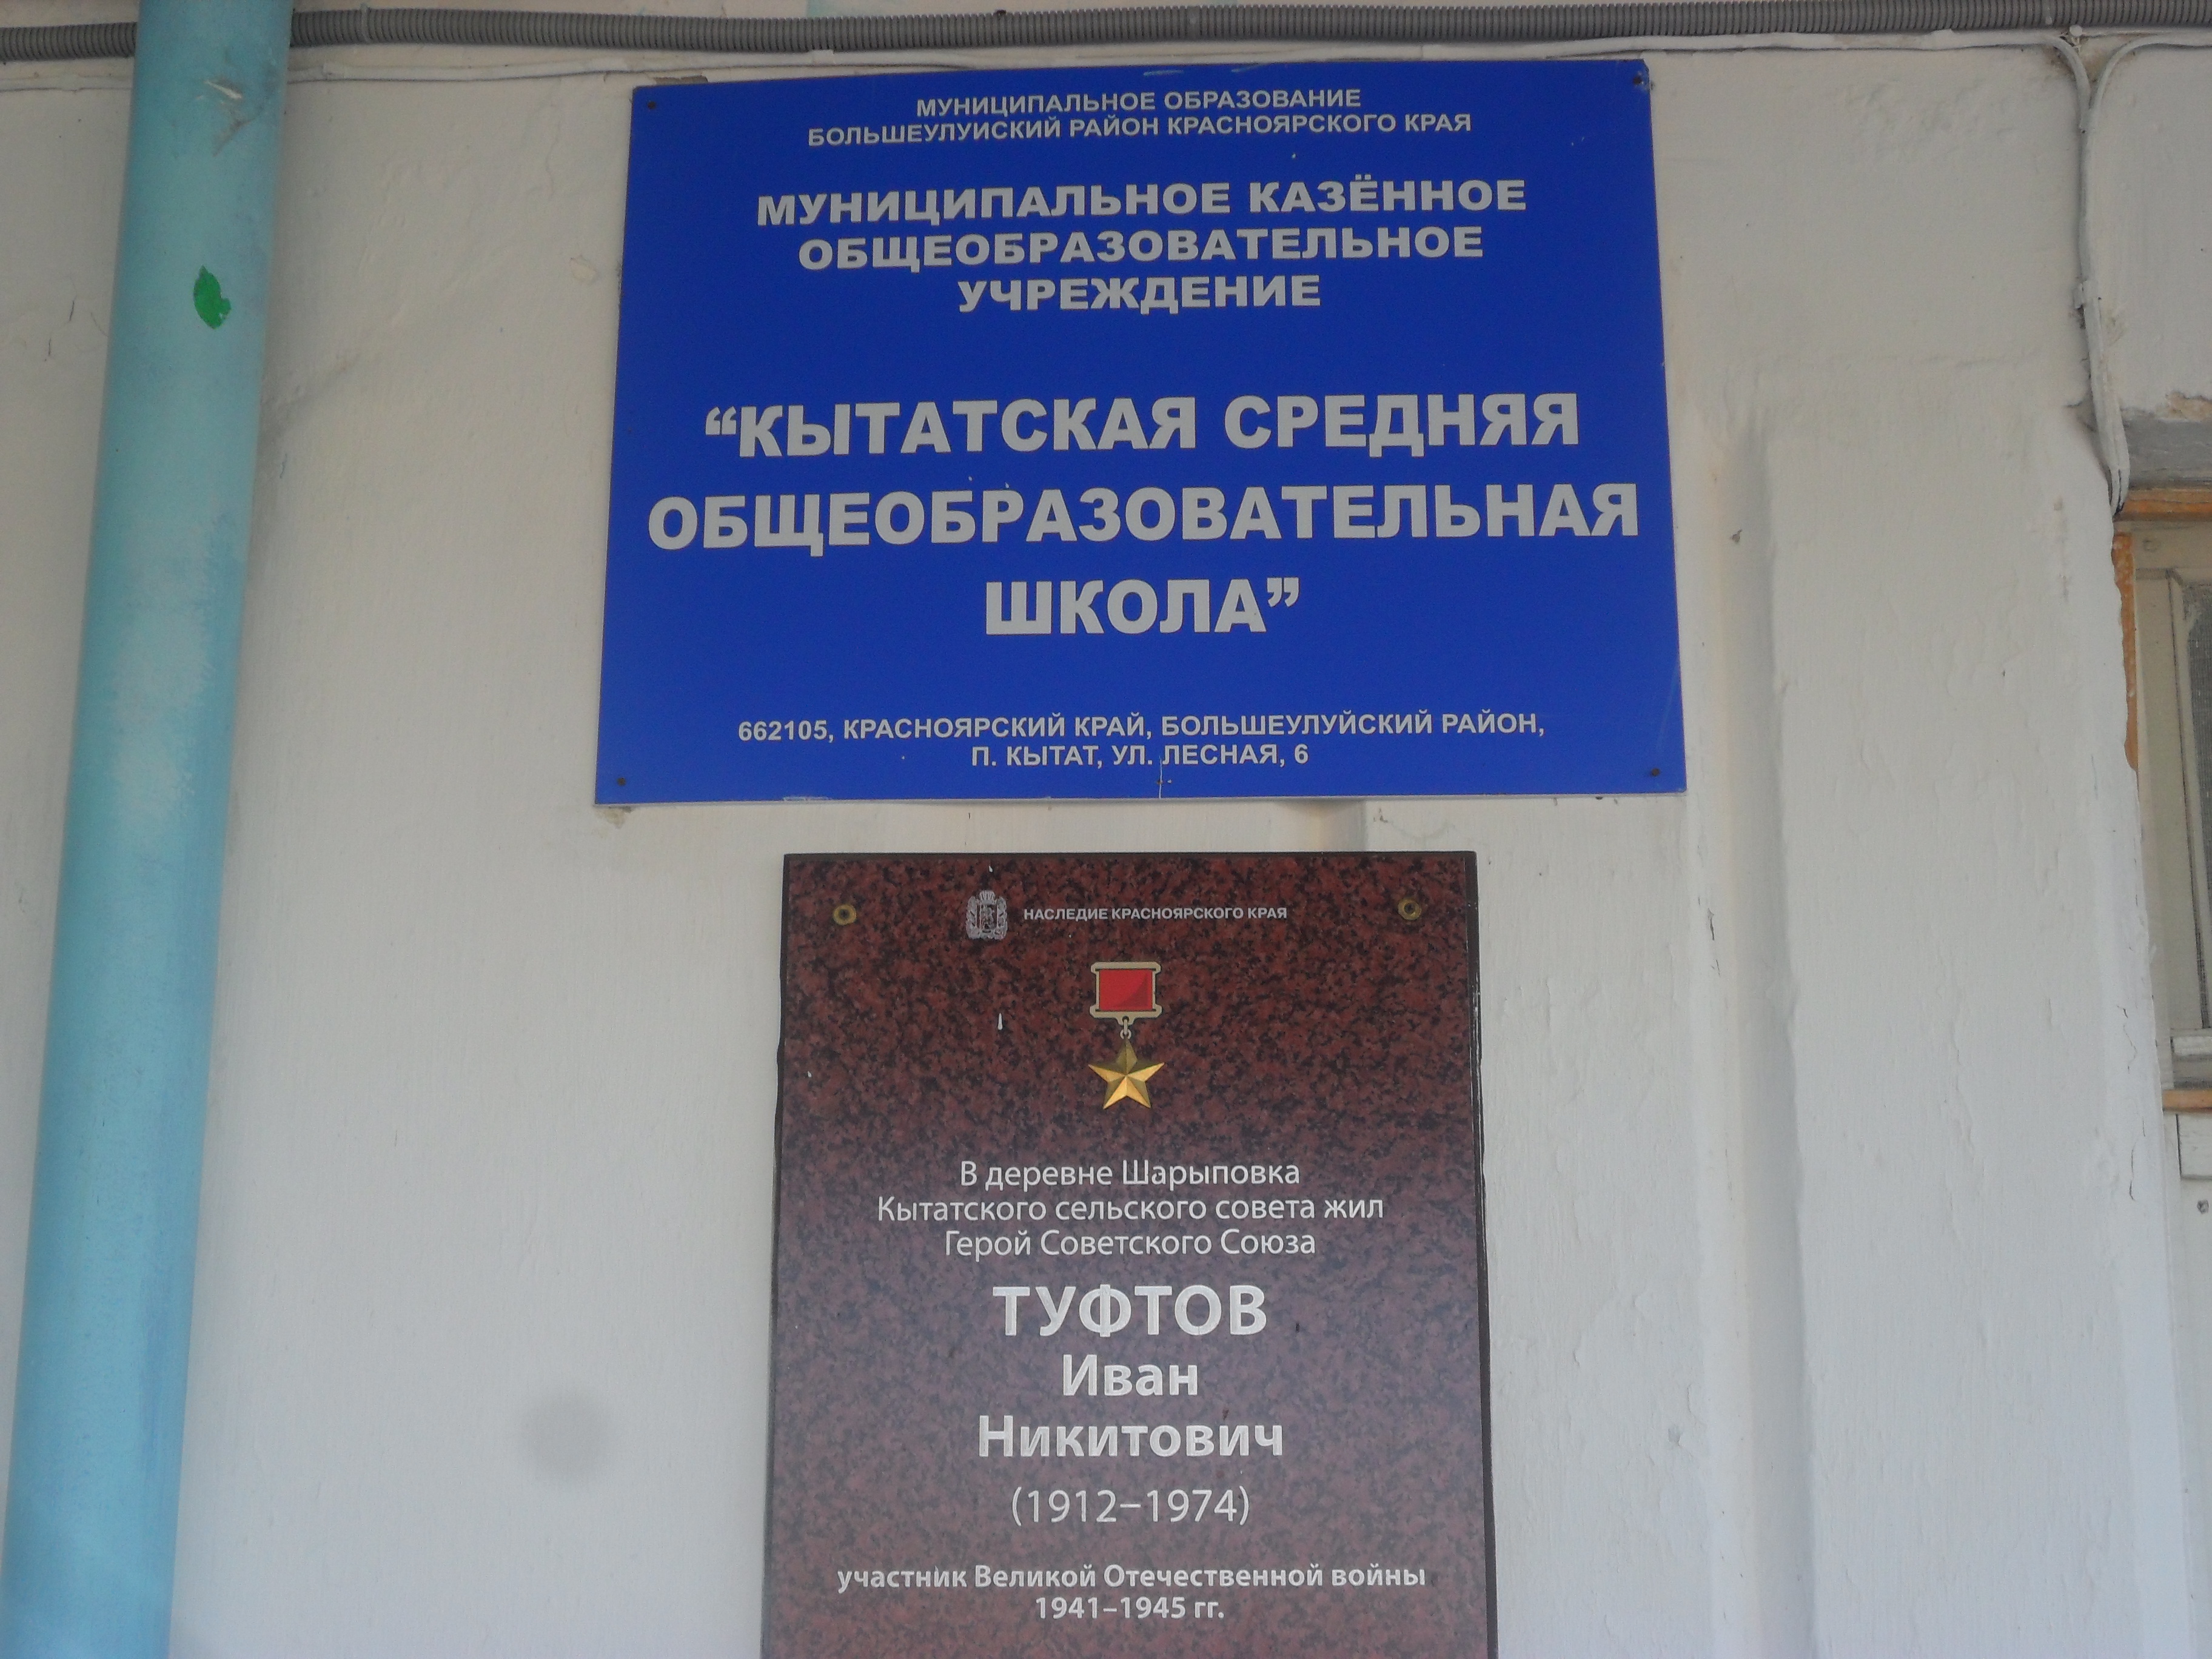 МУНИЦИПАЛЬНОЕ ОБРАЗОВАНИЕ
БОЛЬШЕУЛУИСКИЙ РАЙОН КРАСНОЯРСКОГО КРАЯ
МУНИЦИПАЛЬНОЕ КАЗЁННОЕ
ОБЩЕОБРАЗОВАТЕЛЬНОЕ
УЧРЕЖДЕНИЕ
“КЫТАТСКАЯ СРЕДНЯЯ
ОБЩЕОБРАЗОВАТЕЛЬНАЯ
ШКОЛА”
662105, КРАСНОЯРСКИЙ КРАЙ, БОЛЬШЕУЛУЙСКИЙ РАЙОН,
П. КЫТАТ, УЛ. ЛЕСНАЯ, 6
НАСЛЕДИЕ КРАСНОЯРСКОГО КРАЯ
В деревне Шарыповка
Кытатского сельского совета жил
Герой Советского Союза
ТУФТОВ
Иван
Никитович
(1912–1974)
участник Великой Отечественной войны
1941–1945 гг.